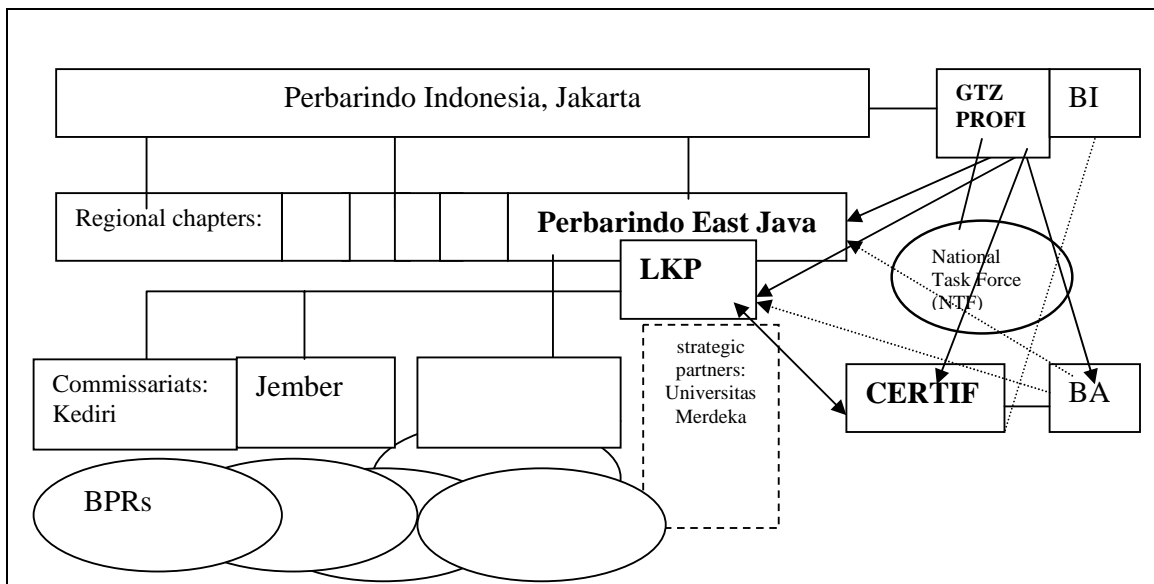 Perbarindo Indonesia, Jakarta
GTZ
PROFI
BI
Regional chapters:
Perbarindo East Java
LKP
National
Task Force
(NTF)
strategic
partners:
Universitas
Merdeka
Commissariats:
Kediri
Jember
CERTIF
BA
BPRs